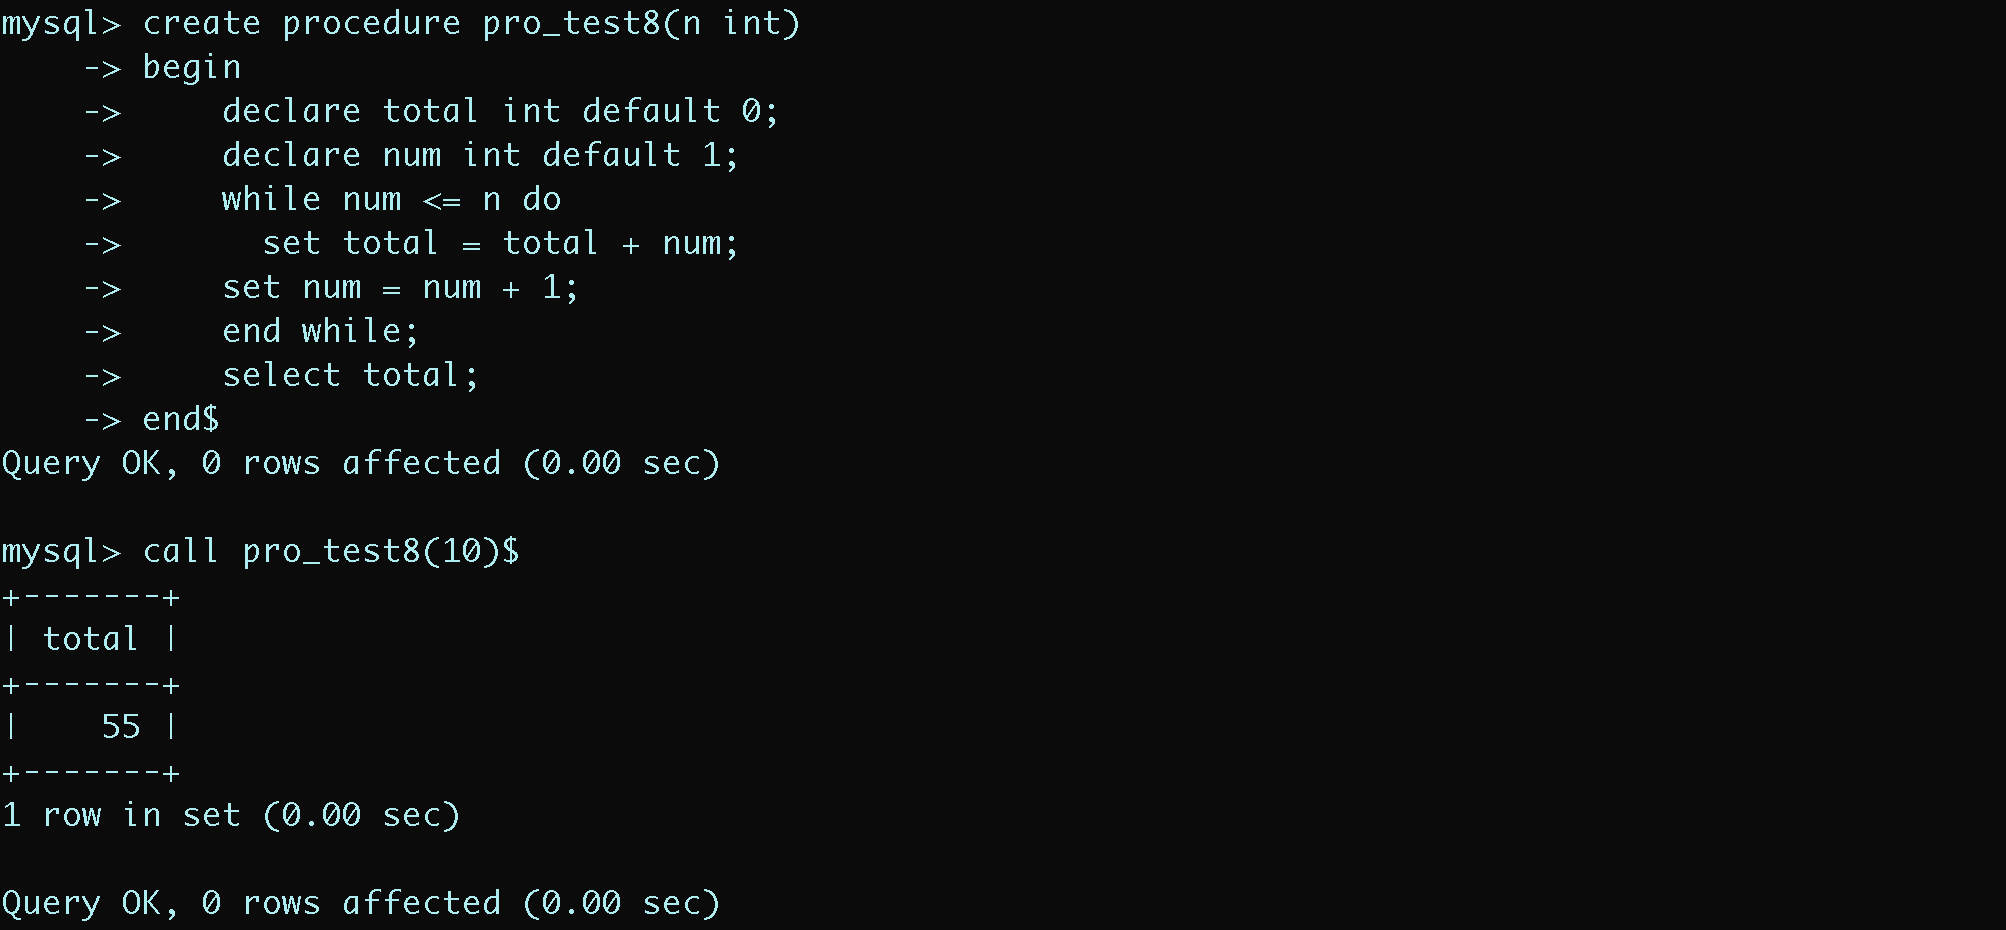 mysql> create procedure pro_test8(n int)
    -> begin
    ->     declare total int default 0;
    ->     declare num int default 1;
    ->     while num <= n do
    ->       set total = total + num;
    ->     set num = num + 1;
    ->     end while;
    ->     select total;
    -> end$
Query OK, 0 rows affected (0.00 sec)

mysql> call pro_test8(10)$
+-------+
| total |
+-------+
|    55 |
+-------+
1 row in set (0.00 sec)

Query OK, 0 rows affected (0.00 sec)